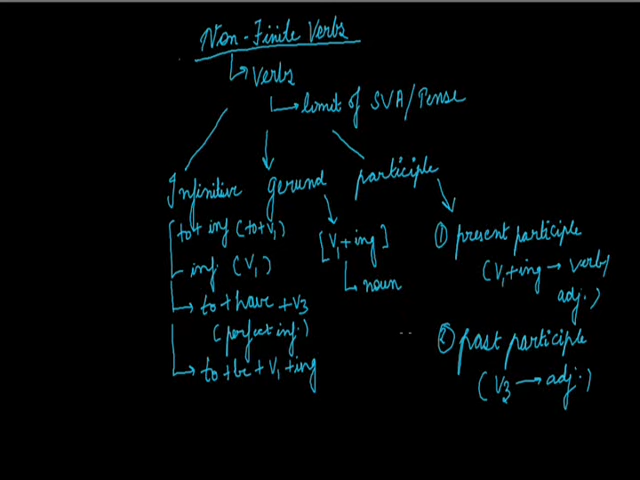 Non-Finite Verbs
Verbs
limit of SVA/Tense
Infinitive gerund participle
to+inf (to+V1)
inf (V1)
to+have+V3
(perfect inf.)
to+be+V1+ing
[V1+ing]
noun
① present participle
(V1+ing → verb/
adj.)
② past participle
(V3 → adj.)